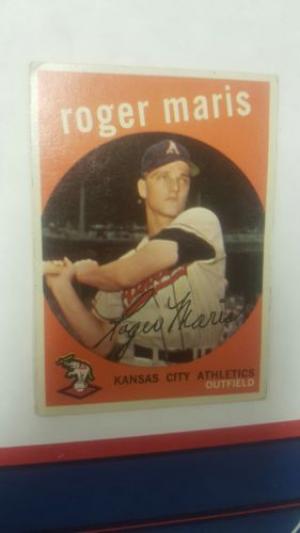 roger maris
A
Roger Maris
KANSAS CITY ATHLETICS
OUTFIELD